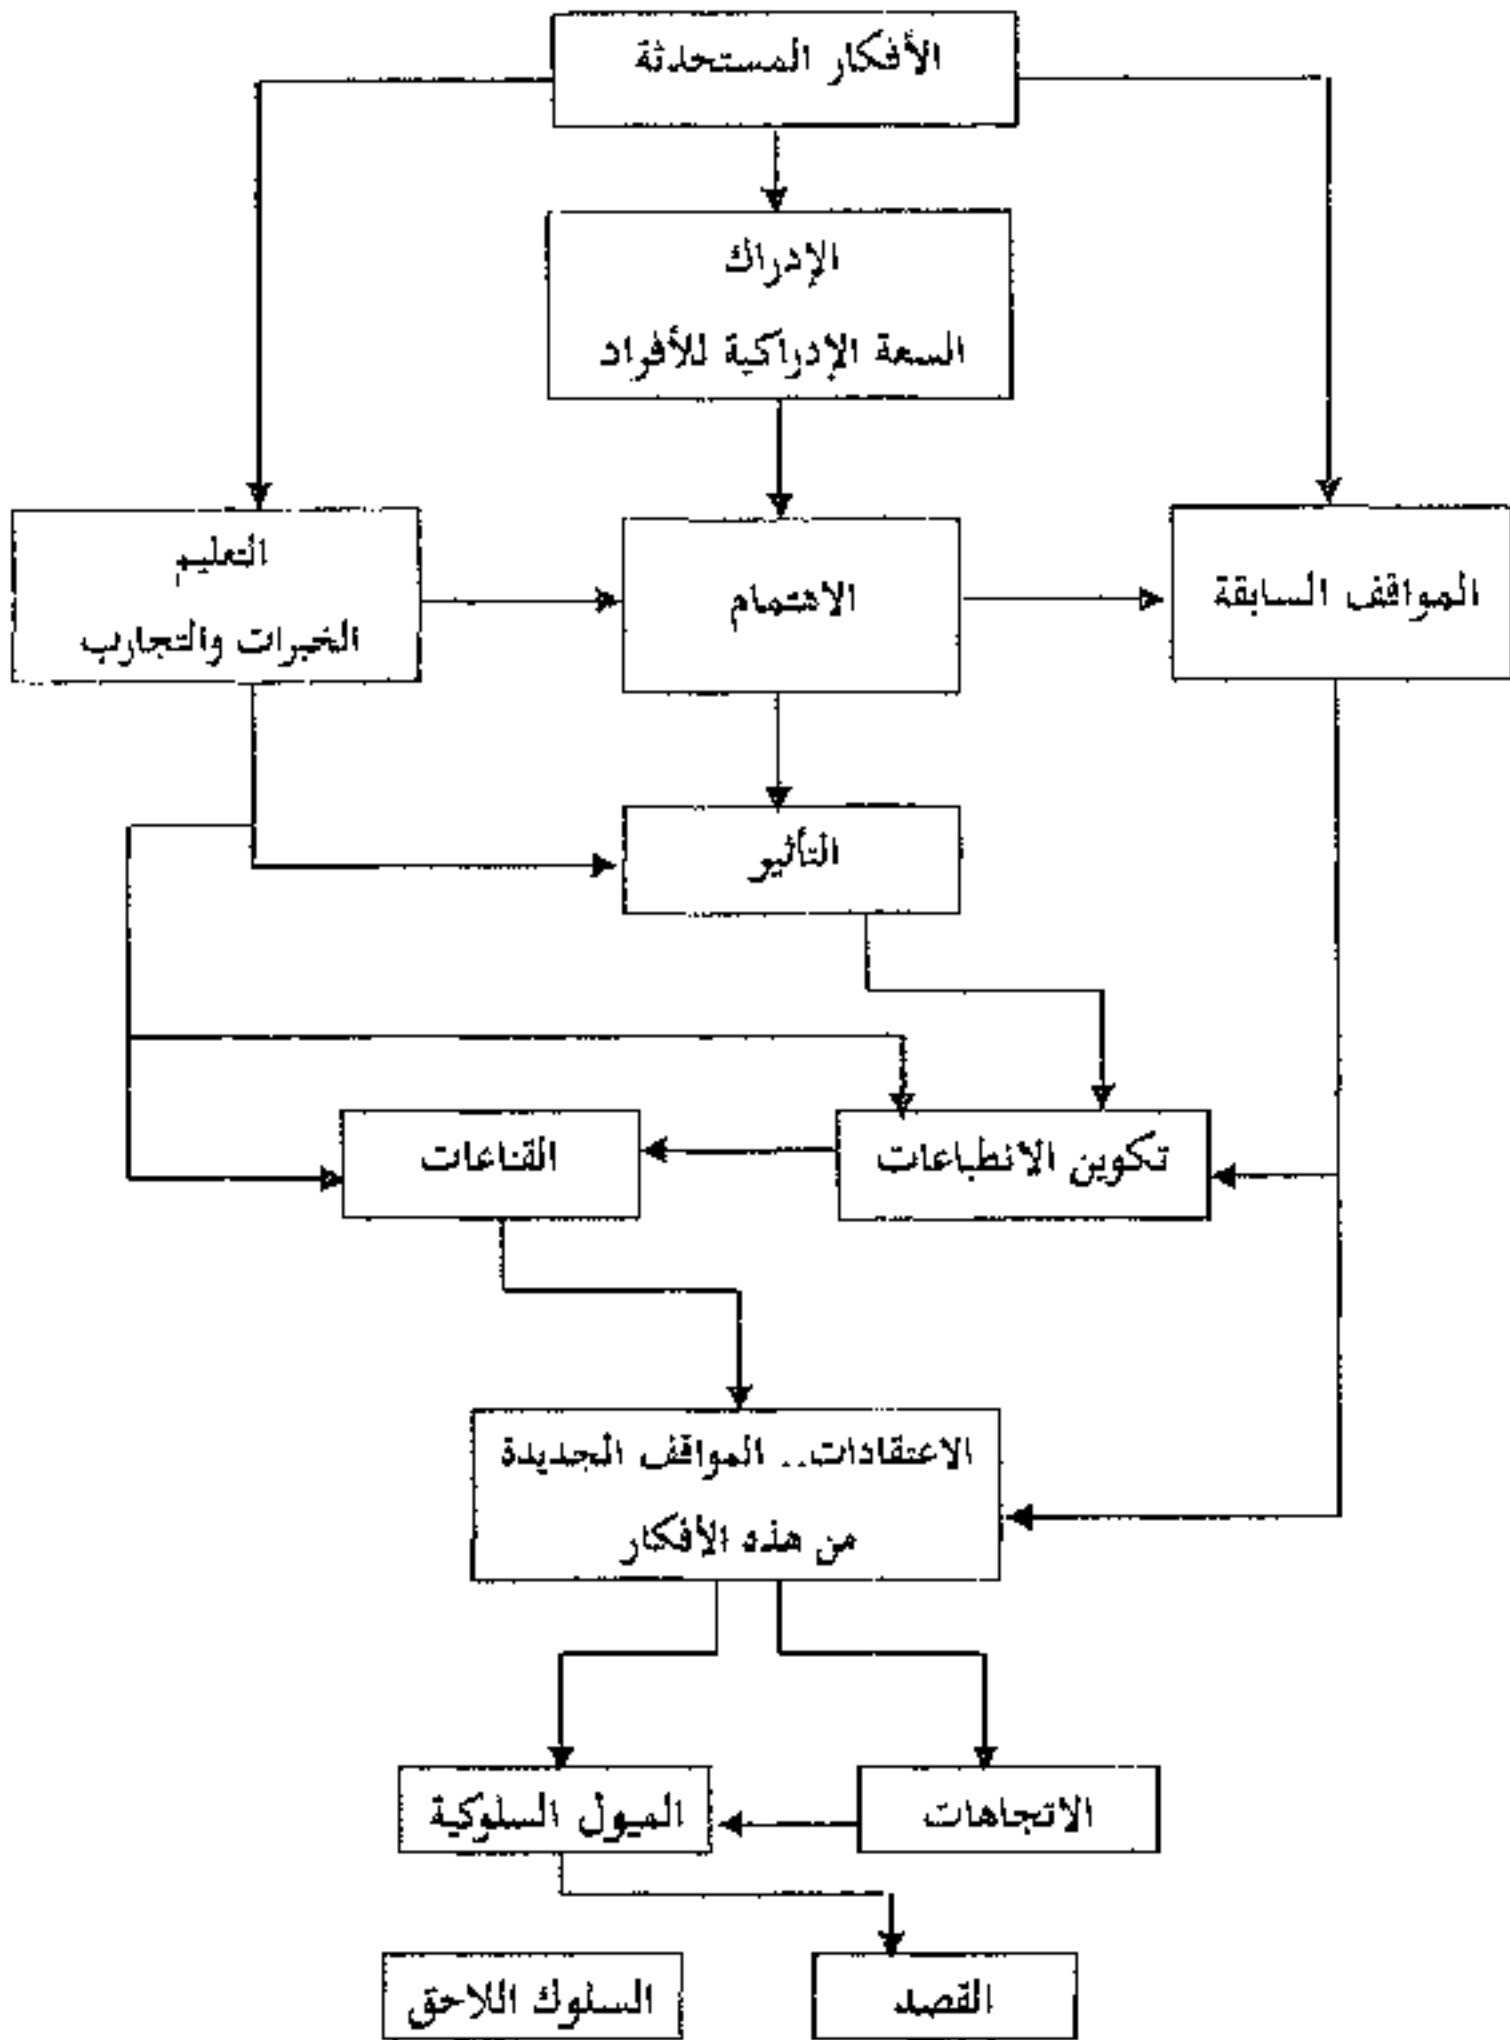 الأفكار المستحدثة
الإدراك
السعة الإدراكية للأفراد
المواقف السابقة
الاهتمام
التعليم
الخبرات والتجارب
التأثير
تكوين الانطباعات
القناعات
الاعتقادات.. المواقف الجديدة
من هذه الأفكار
الاتجاهات
الميول السلوكية
القصد
السلوك اللاحق